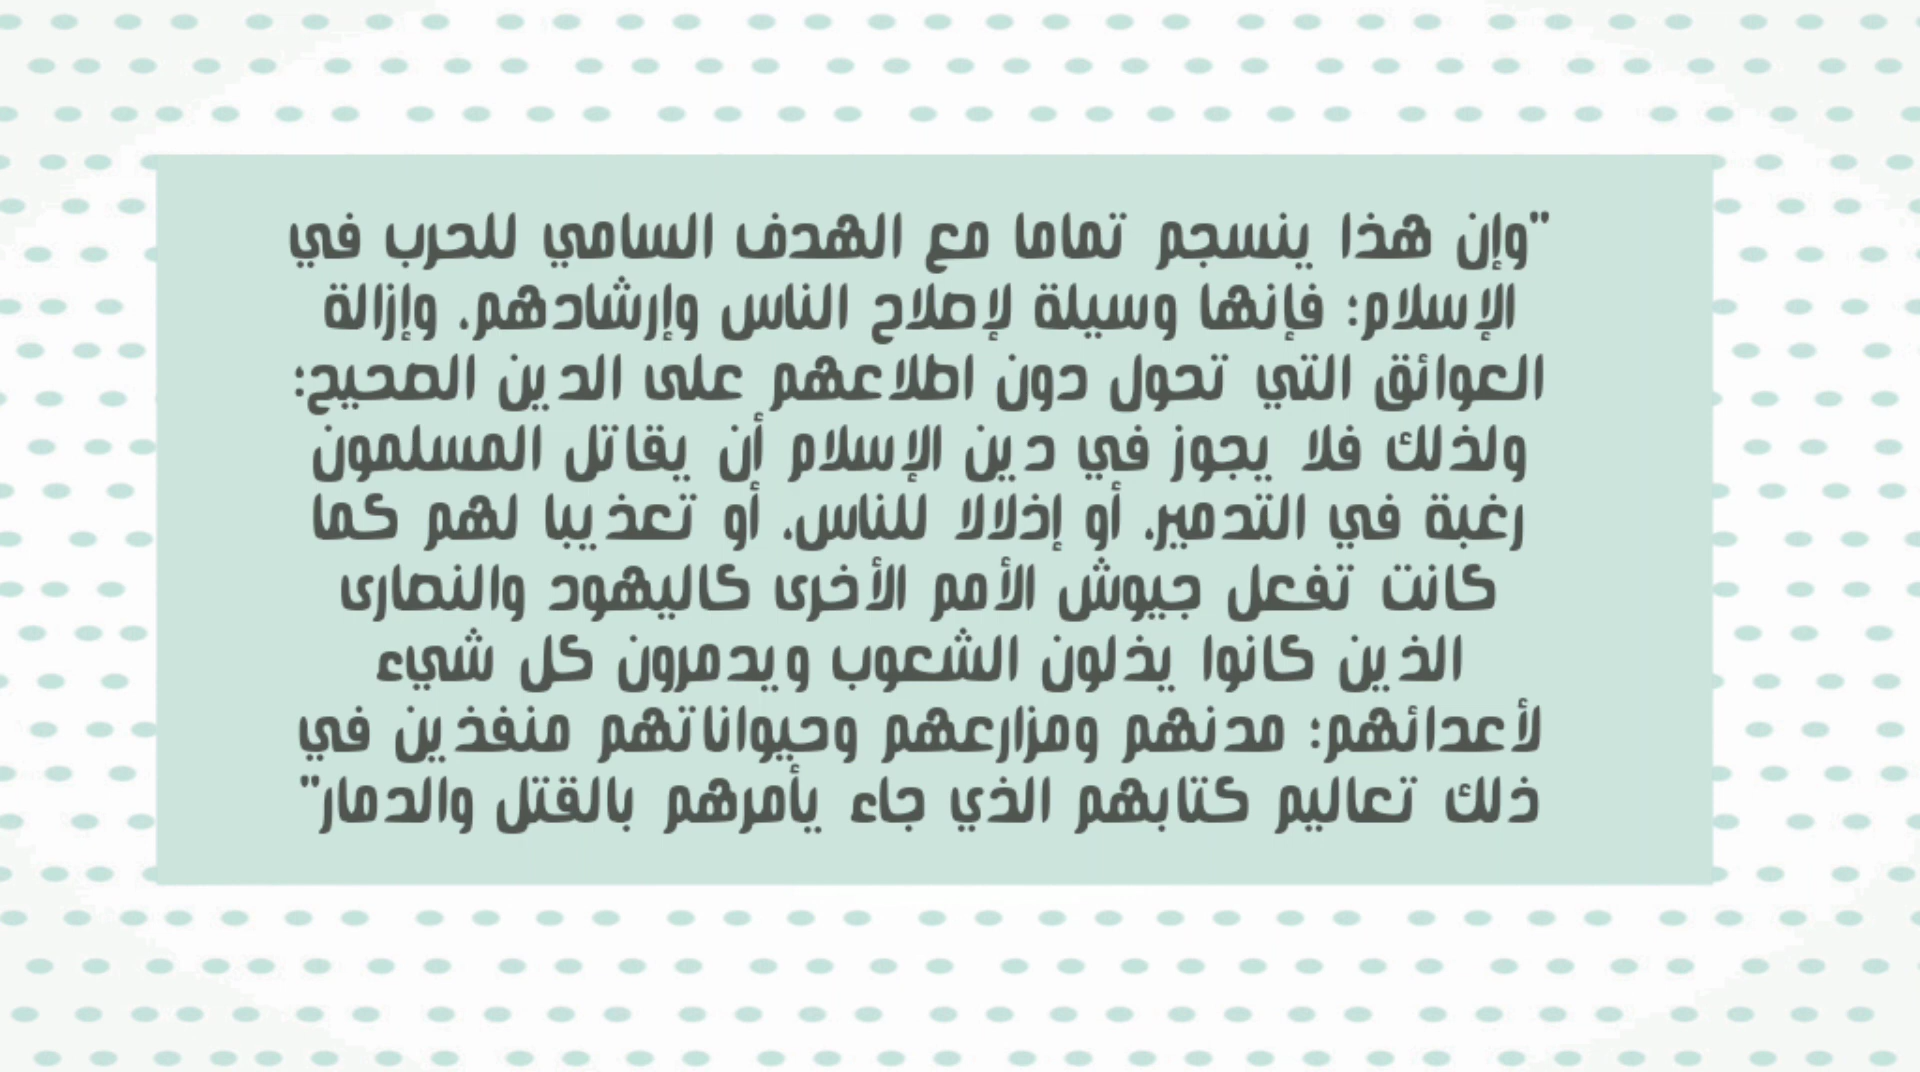 "وإن هذا ينسجم تماما مع الهدف السامي للحرب في
الإسلام؛ فإنها وسيلة لإصلاح الناس وإرشادهم، وإزالة
العوائق التي تحول دون اطلاعهم على الدين الصحيح؛
ولذلك فلا يجوز في دين الإسلام أن يقاتل المسلمون
رغبة في التدمير، أو إذلالا للناس، أو تعذيبا لهم كما
كانت تفعل جيوش الأمم الأخرى كاليهود والنصارى
الذين كانوا يذلون الشعوب ويدمرون كل شيء
لأعدائهم؛ مدنهم ومزارعهم وحيواناتهم منفذين في
ذلك تعاليم كتابهم الذي جاء يأمرهم بالقتل والدمار"